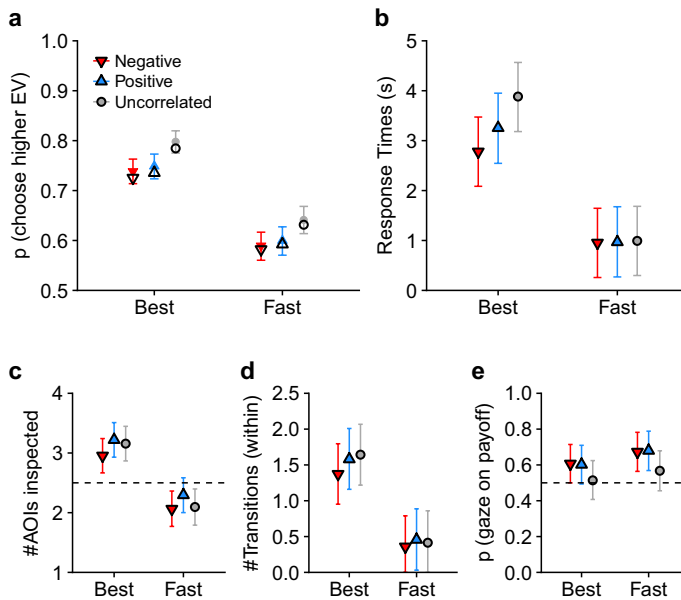 a
1.0
0.9
0.8
0.7
0.6
0.5
p (choose higher EV)
Negative
Positive
Uncorrelated
Best
Fast
b
5
4
3
2
1
0
Response Times (s)
Best
Fast
c
4
3
2
1
#AOIs inspected
Best
Fast
d
2.5
2.0
1.5
1.0
0.5
0.0
#Transitions (within)
Best
Fast
e
1.0
0.8
0.6
0.4
0.2
0.0
p (gaze on payoff)
Best
Fast